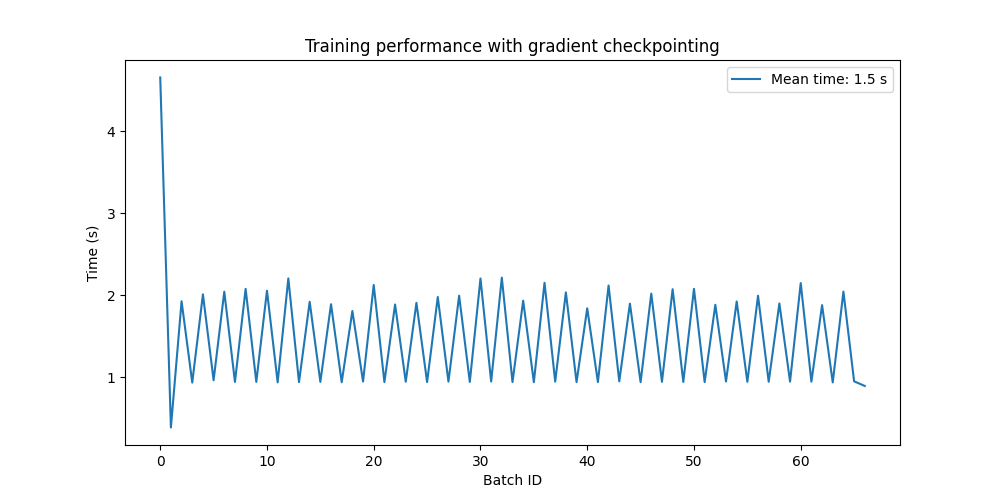 Training performance with gradient checkpointing
Mean time: 1.5 s
Time (s)
4
3
2
1
0 10 20 30 40 50 60
Batch ID